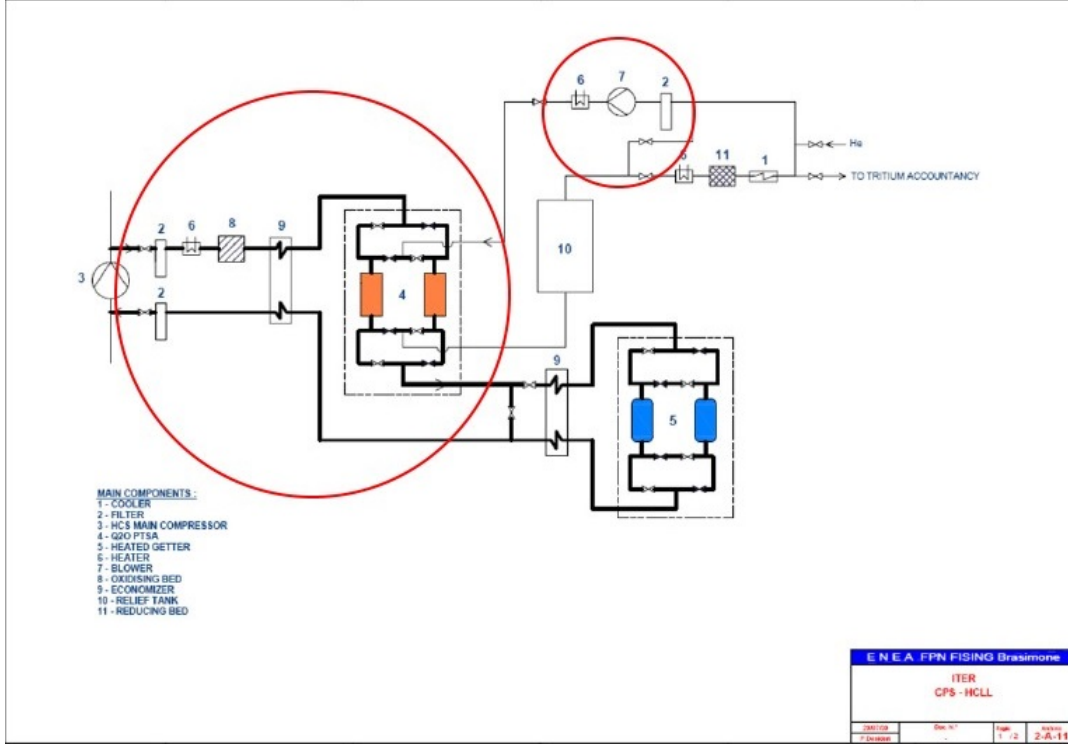 6
7
2
He
6
11
1
TO TRITIUM ACCOUNTANCY
2
6
8
9
10
3
4
2
9
5
MAIN COMPONENTS :
1 - COOLER
2 - FILTER
3 - HCS MAIN COMPRESSOR
4 - Q2O PTSA
5 - HEATED GETTER
6 - HEATER
7 - BLOWER
8 - OXIDISING BED
9 - ECONOMIZER
10 - RELIEF TANK
11 - REDUCING BED
E N E A FPN FISING Brasimone
ITER
CPS - HCLL
1 / 2
2-A-11